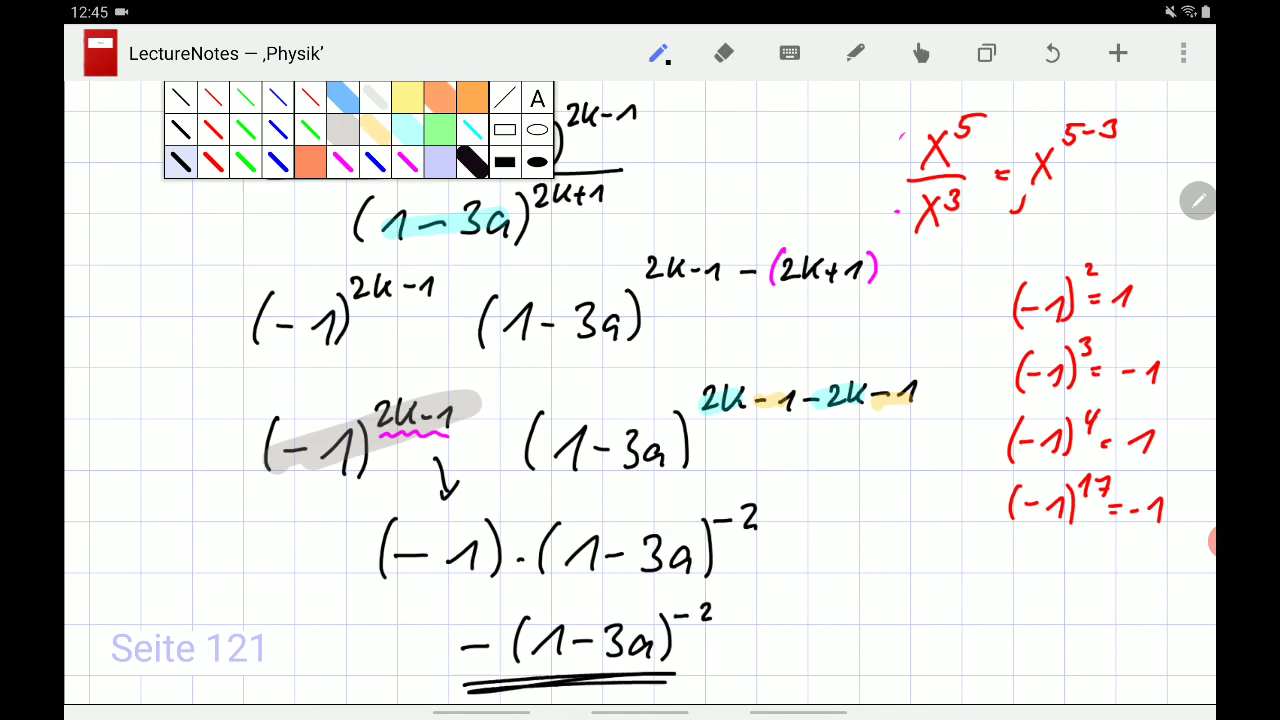 12:45
LectureNotes — ‚Physik‘
A
)^{2k-1}
(1-3a)^{2k+1}
x^5/x^3 = x^{5-3}
(-1)^{2k-1} (1-3a)^{2k-1-(2k+1)}
(-1)^2 = 1
(-1)^3 = -1
(-1)^{2k-1} (1-3a)^{2k-1-2k-1}
(-1)^4 = 1
(-1)^{17} = -1
(-1)·(1-3a)^{-2}
-(1-3a)^{-2}
Seite 121